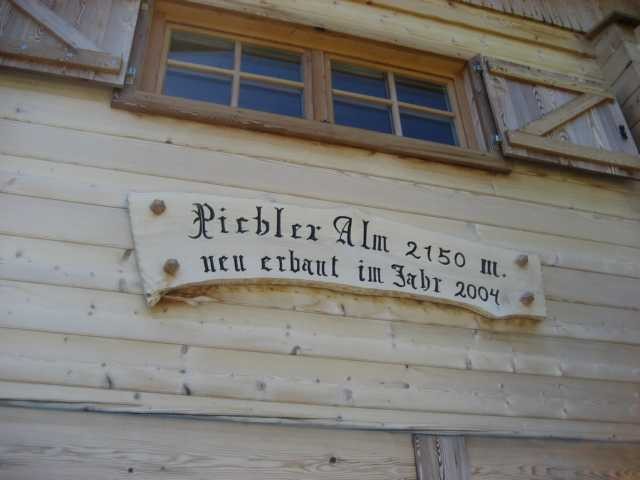 Pichler Alm 2150 m.
neu erbaut im Jahr 2004